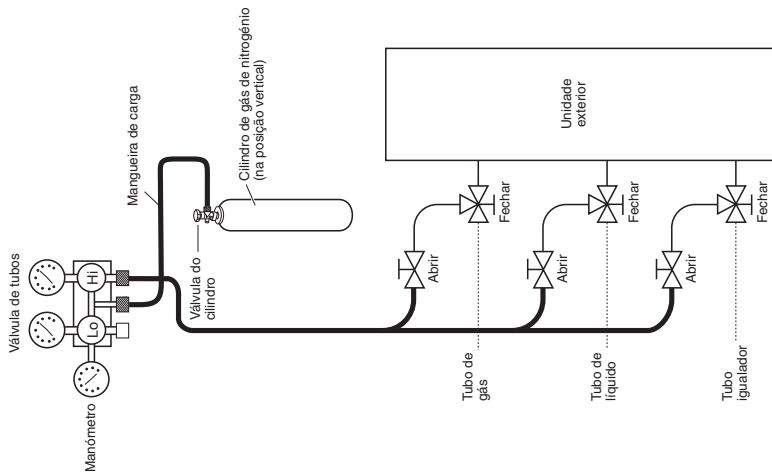 Manómetro
Válvula de tubos
Lo
Hi
Mangueira de carga
Válvula do
cilindro
Cilindro de gás de nitrogénio
(na posição vertical)
Abrir
Abrir
Abrir
Fechar
Fechar
Fechar
Unidade
exterior
Tubo de
gás
Tubo de
líquido
Tubo
igualador